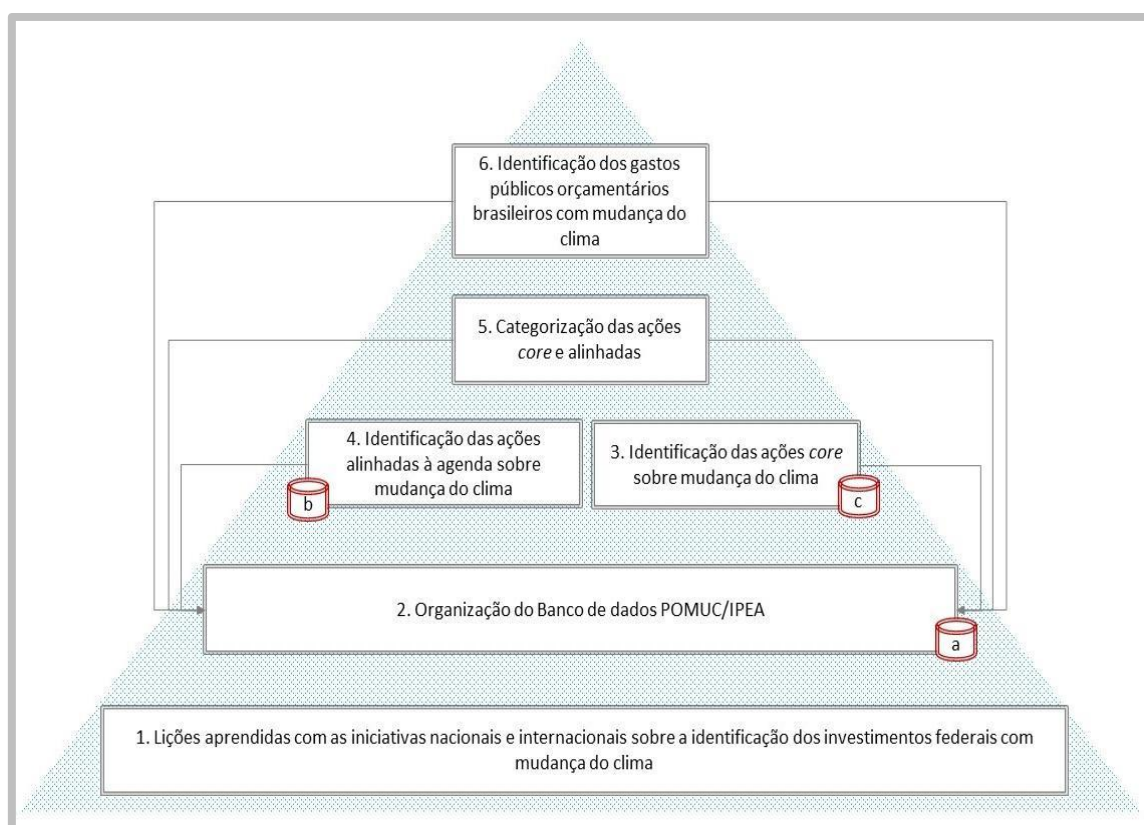 6. Identificação dos gastos
públicos orçamentários
brasileiros com mudança do
clima
5. Categorização das ações
core e alinhadas
4. Identificação das ações
alinhadas à agenda sobre
mudança do clima
b
3. Identificação das ações core
sobre mudança do clima
c
2. Organização do Banco de dados POMUC/IPEA
a
1. Lições aprendidas com as iniciativas nacionais e internacionais sobre a identificação dos investimentos federais com
mudança do clima